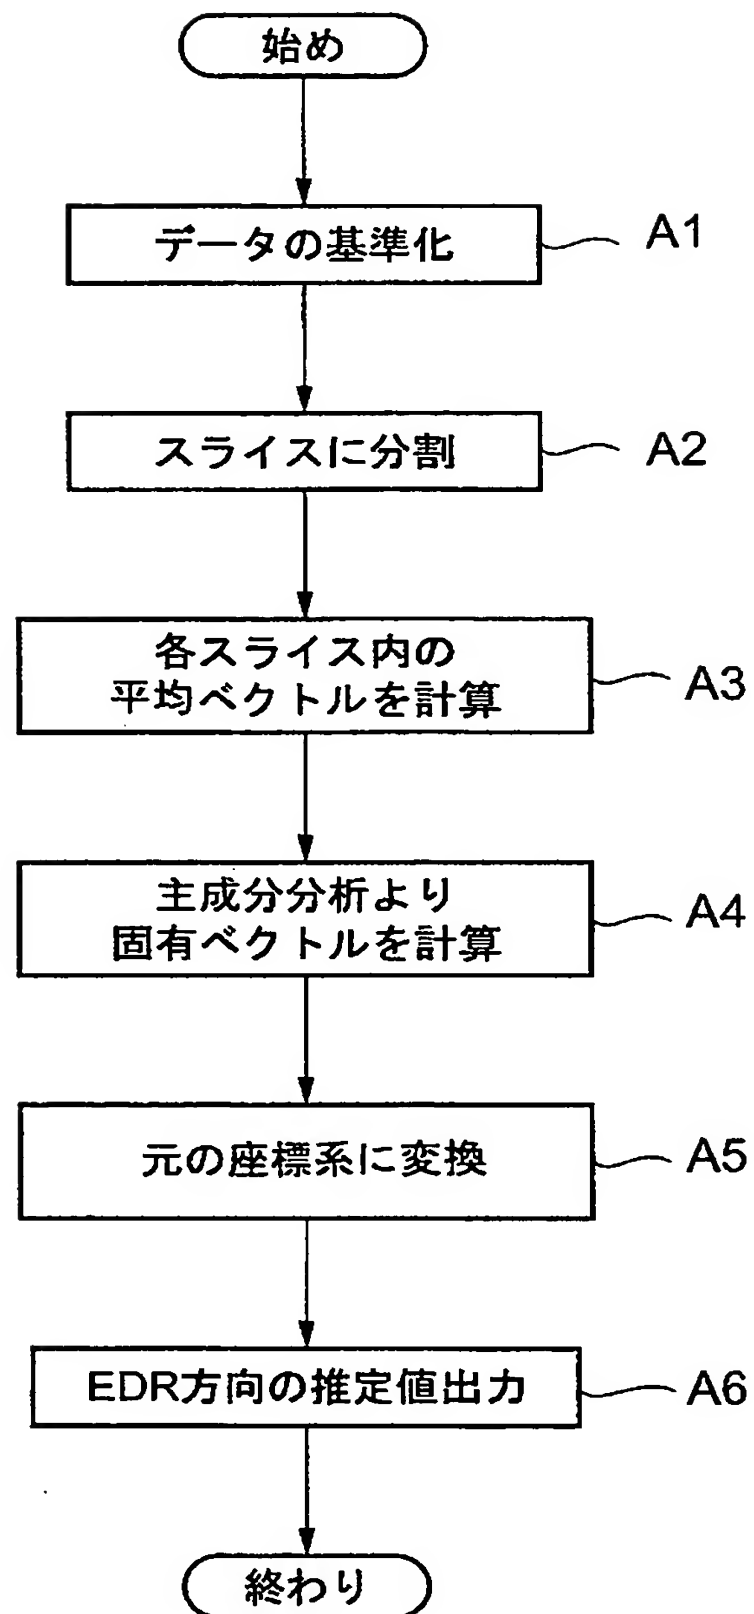 始め
データの基準化
A1
スライスに分割
A2
各スライス内の
平均ベクトルを計算
A3
主成分分析より
固有ベクトルを計算
A4
元の座標系に変換
A5
EDR方向の推定値出力
A6
終わり